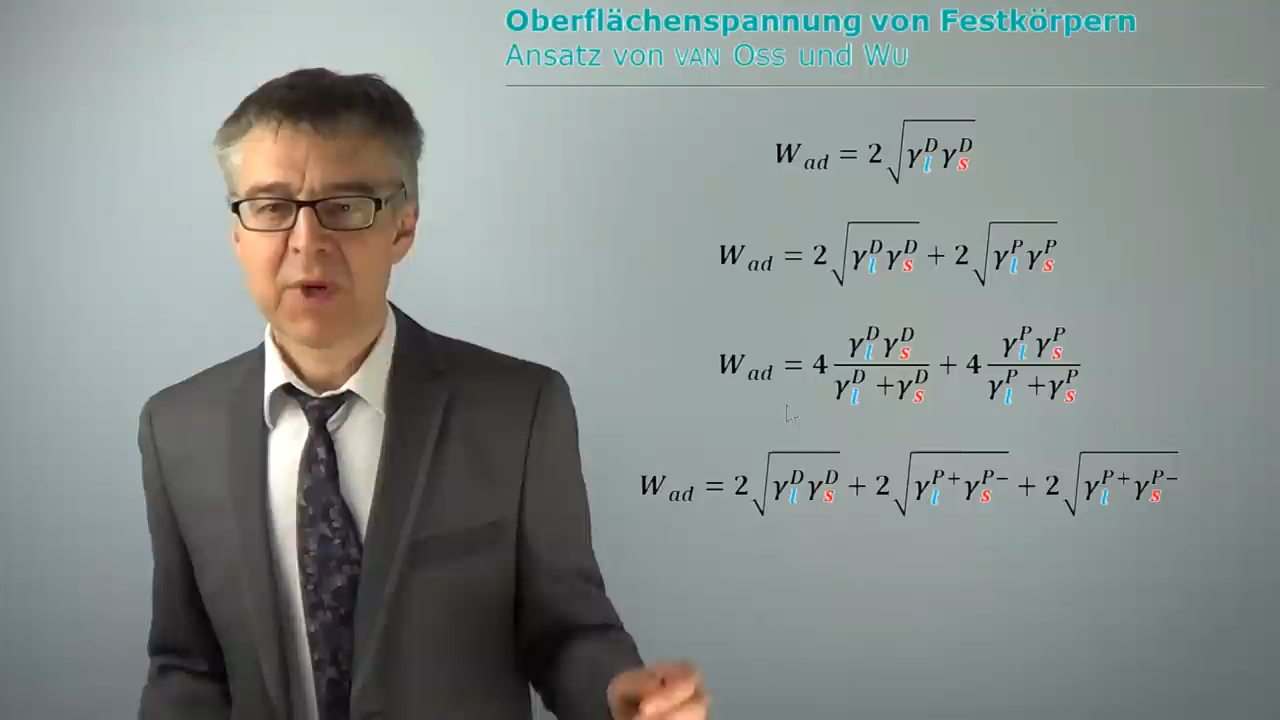 Oberflächenspannung von Festkörpern
Ansatz von VAN OSS und WU
W_ad = 2√(γ_l^D γ_s^D)
W_ad = 2√(γ_l^D γ_s^D) + 2√(γ_l^P γ_s^P)
W_ad = 4 (γ_l^D γ_s^D)/(γ_l^D + γ_s^D) + 4 (γ_l^P γ_s^P)/(γ_l^P + γ_s^P)
W_ad = 2√(γ_l^D γ_s^D) + 2√(γ_l^P+ γ_s^P−) + 2√(γ_l^P+ γ_s^P−)